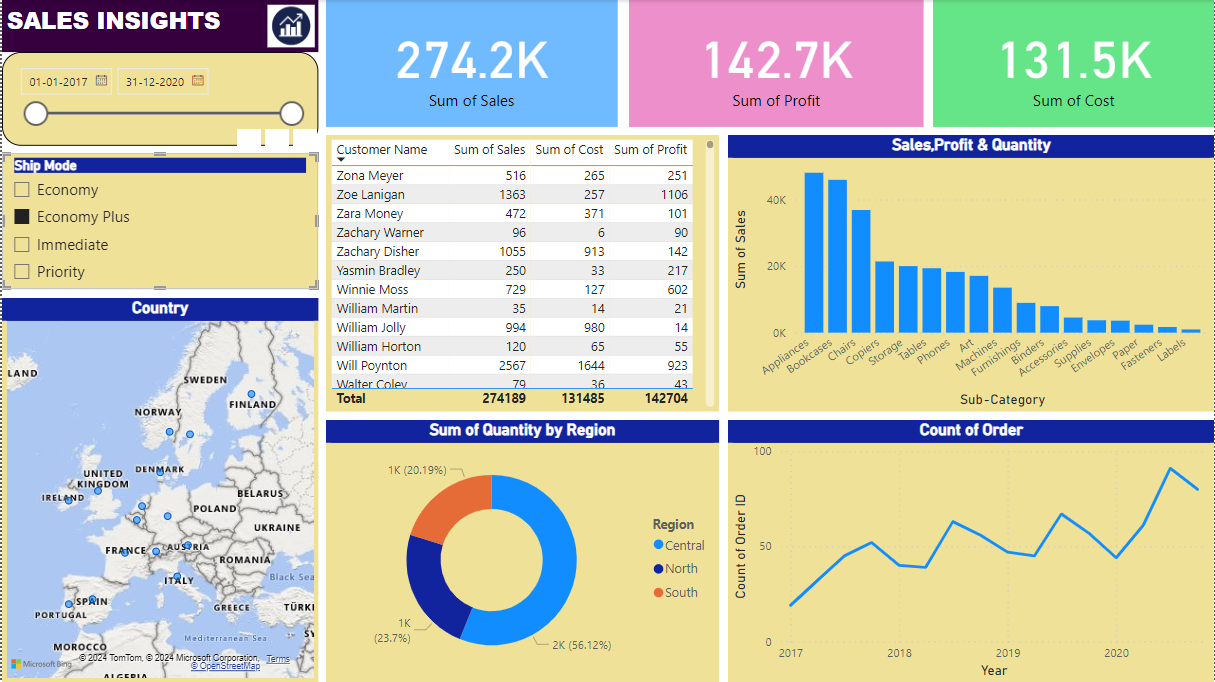 SALES INSIGHTS
01-01-2017 31-12-2020
274.2K
Sum of Sales
142.7K
Sum of Profit
131.5K
Sum of Cost
Ship Mode
Economy
Economy Plus
Immediate
Priority
Customer Name Sum of Sales Sum of Cost Sum of Profit
Zona Meyer 516 265 251
Zoe Lanigan 1363 257 1106
Zara Money 472 371 101
Zachary Warner 96 6 90
Zachary Disher 1055 913 142
Yasmin Bradley 250 33 217
Winnie Moss 729 127 602
William Martin 35 14 21
William Jolly 994 980 14
William Horton 120 65 55
Will Poynton 2567 1644 923
Walter Coley 79 36 43
Total 274189 131485 142704
Sales,Profit & Quantity
Sum of Sales
40K
20K
0K
Appliances
Bookcases
Chairs
Copiers
Storage
Tables
Phones
Art
Machines
Furnishings
Binders
Accessories
Supplies
Envelopes
Paper
Fasteners
Labels
Sub-Category
Country
LAND
SWEDEN
FINLAND
NORWAY
UNITED
KINGDOM
DENMARK
IRELAND
BELARUS
POLAND
UKRAINE
FRANCE
AUSTRIA
ROMANIA
ITALY
Black Sea
SPAIN
PORTUGAL
GREECE
TÜRKI
Mediterranean Sea
SY
MOROCCO
ALGERIA
Microsoft Bing
© 2024 TomTom, © 2024 Microsoft Corporation, Terms
© OpenStreetMap
Sum of Quantity by Region
1K (20.19%)
1K
(23.7%)
2K (56.12%)
Region
Central
North
South
Count of Order
Count of Order ID
100
50
0
2017 2018 2019 2020
Year